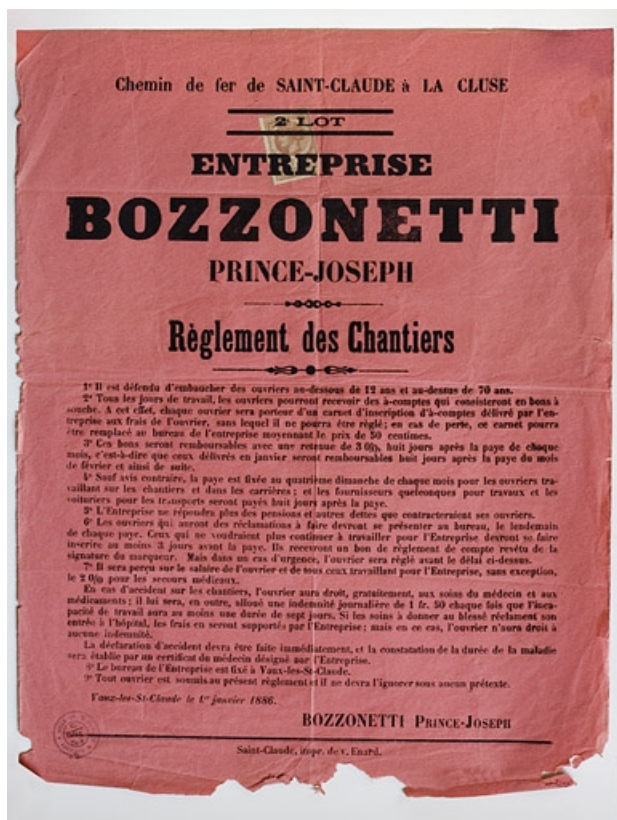 Chemin de fer de SAINT-CLAUDE à LA CLUSE
2e LOT
ENTREPRISE
BOZZONETTI
PRINCE-JOSEPH
Règlement des Chantiers
1° Il est défendu d'embaucher des ouvriers au-dessous de 12 ans et au-dessus de 70 ans.
2° Tous les jours de travail, les ouvriers pourront recevoir des à-comptes qui consisteront en bons à
souche. A cet effet, chaque ouvrier sera porteur d'un carnet d'inscription d'à-comptes délivré par l'en-
treprise aux frais de l'ouvrier, sans lequel il ne pourra être réglé; en cas de perte, ce carnet pourra
être remplacé au bureau de l'entreprise moyennant le prix de 50 centimes.
3° Ces bons seront remboursables avec une retenue de 3 0/0, huit jours après la paye de chaque
mois, c'est-à-dire que ceux délivrés en janvier seront remboursables huit jours après la paye du mois
de février et ainsi de suite.
4° Sauf avis contraire, la paye est fixée au quatrième dimanche de chaque mois pour les ouvriers tra-
vaillant sur les chantiers et dans les carrières; et les fournisseurs quelconques pour travaux et les
voituriers pour les transports seront payés huit jours après la paye.
5° L'Entreprise ne répondra plus des pensions et autres dettes que contracteraient ses ouvriers.
6° Les ouvriers qui auront des réclamations à faire devront se présenter au bureau, le lendemain
de chaque paye. Ceux qui ne voudraient plus continuer à travailler pour l'Entreprise devront se faire
inscrire au moins 3 jours avant la paye. Ils recevront un bon de règlement de compte revêtu de la
signature du marqueur. Mais dans un cas d'urgence, l'ouvrier sera réglé avant le délai ci-dessus.
7° Il sera perçu sur le salaire de l'ouvrier et de tous ceux travaillant pour l'Entreprise, sans exception,
le 2 0/0 pour les secours médicaux.
En cas d'accident sur les chantiers, l'ouvrier aura droit, gratuitement, aux soins du médecin et aux
médicaments; il lui sera, en outre, alloué une indemnité journalière de 1 fr. 50 chaque fois que l'inca-
pacité de travail aura au moins une durée de sept jours. Si les soins à donner au blessé réclament son
entrée à l'hôpital, les frais en seront supportés par l'Entreprise; mais en ce cas, l'ouvrier n'aura droit à
aucune indemnité.
La déclaration d'accident devra être faite immédiatement, et la constatation de la durée de la maladie
sera établie par un certificat du médecin désigné par l'Entreprise.
8° Le bureau de l'Entreprise est fixé à Vaux-les-St-Claude.
9° Tout ouvrier est soumis au présent règlement et il ne devra l'ignorer sous aucun prétexte.
Vaux-les-St-Claude le 1er janvier 1886.
BOZZONETTI PRINCE-JOSEPH
Saint-Claude, impr. de v. Enard.